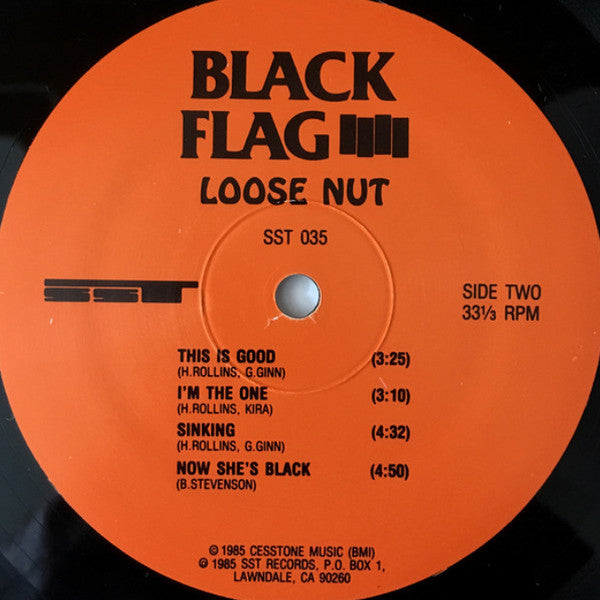 BLACK
FLAG
LOOSE NUT
SST 035
SST
SIDE TWO
33⅓ RPM
THIS IS GOOD (3:25)
(H.ROLLINS, G.GINN)
I'M THE ONE (3:10)
(H.ROLLINS, KIRA)
SINKING (4:32)
(H.ROLLINS, G.GINN)
NOW SHE'S BLACK (4:50)
(B.STEVENSON)
© 1985 CESSTONE MUSIC (BMI)
℗ 1985 SST RECORDS, P.O. BOX 1,
LAWNDALE, CA 90260